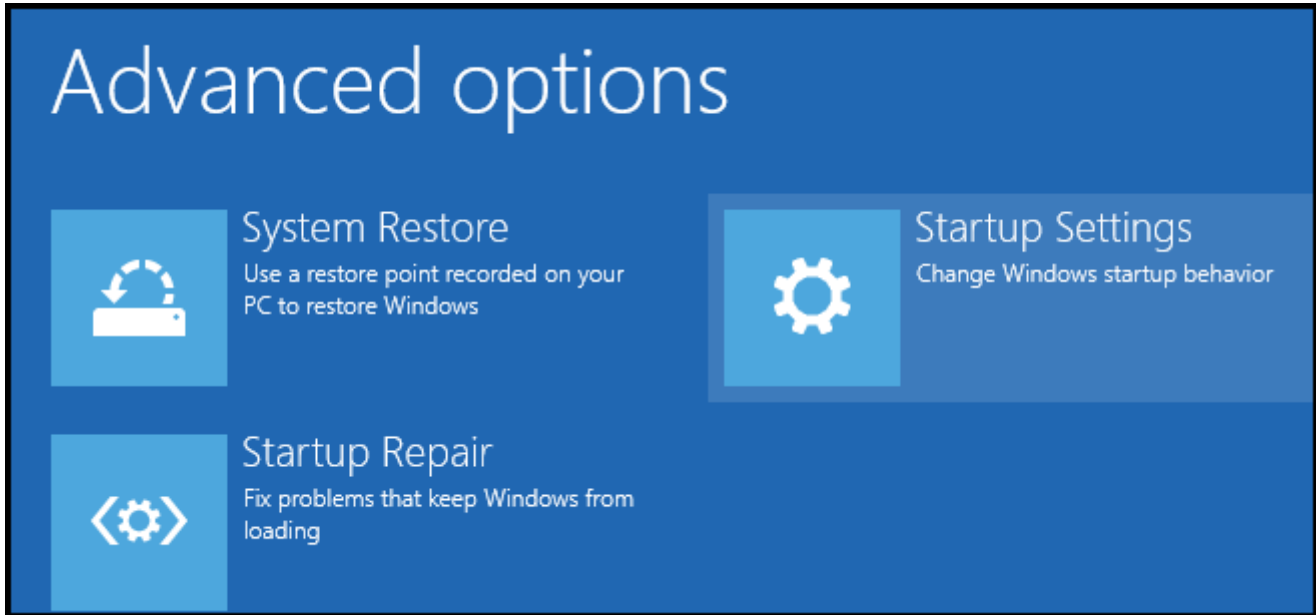 Advanced options
System Restore
Use a restore point recorded on your
PC to restore Windows
Startup Settings
Change Windows startup behavior
Startup Repair
Fix problems that keep Windows from
loading